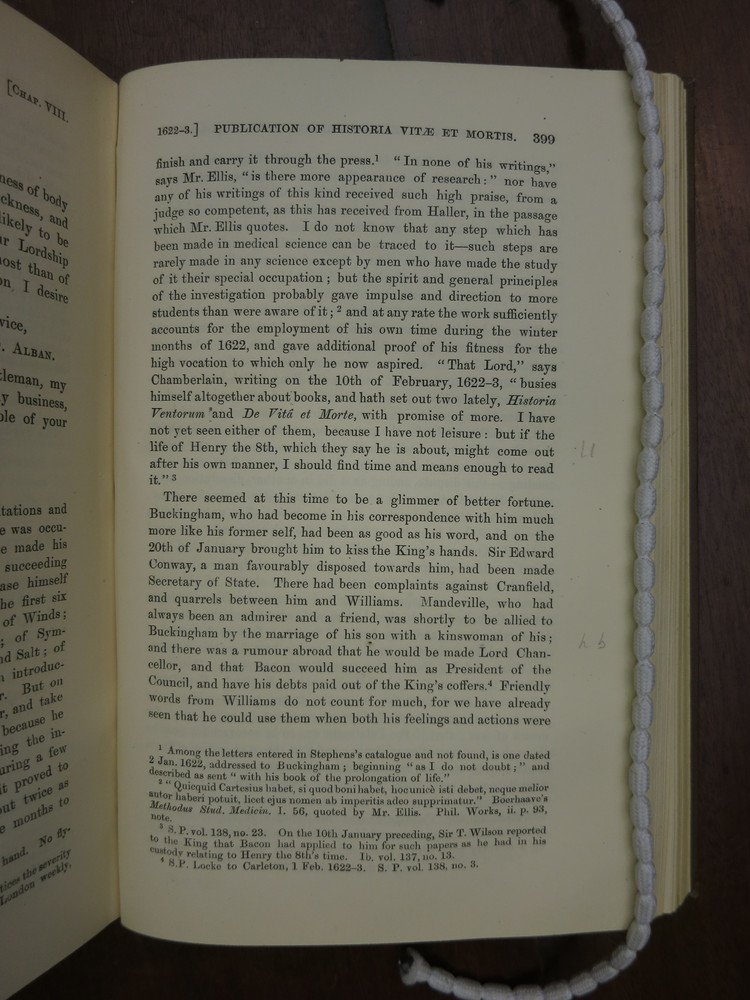 [CHAP. VIII.
ness of body
ckness, and
likely to be
r Lordship
ost than of
n I desire
vice,
. ALBAN.
tleman, my
y business,
ble of your
tations and
e was occu-
e made his
succeeding
ase himself
he first six
of Winds;
; of Sym-
nd Salt; of
introduc-
r. But on
r, and take
because he
ing the in-
uring a few
it proved to
out twice as
e months to
hand. No fly-
tices the severity
London weekly,
1622-3.] PUBLICATION OF HISTORIA VITÆ ET MORTIS. 399
finish and carry it through the press.¹ “In none of his writings,”
says Mr. Ellis, “is there more appearance of research:” nor have
any of his writings of this kind received such high praise, from a
judge so competent, as this has received from Haller, in the passage
which Mr. Ellis quotes. I do not know that any step which has
been made in medical science can be traced to it—such steps are
rarely made in any science except by men who have made the study
of it their special occupation; but the spirit and general principles
of the investigation probably gave impulse and direction to more
students than were aware of it;² and at any rate the work sufficiently
accounts for the employment of his own time during the winter
months of 1622, and gave additional proof of his fitness for the
high vocation to which only he now aspired. “That Lord,” says
Chamberlain, writing on the 10th of February, 1622-3, “busies
himself altogether about books, and hath set out two lately, Historia
Ventorum and De Vitâ et Morte, with promise of more. I have
not yet seen either of them, because I have not leisure: but if the
life of Henry the 8th, which they say he is about, might come out
after his own manner, I should find time and means enough to read
it.”³
There seemed at this time to be a glimmer of better fortune.
Buckingham, who had become in his correspondence with him much
more like his former self, had been as good as his word, and on the
20th of January brought him to kiss the King's hands. Sir Edward
Conway, a man favourably disposed towards him, had been made
Secretary of State. There had been complaints against Cranfield,
and quarrels between him and Williams. Mandeville, who had
always been an admirer and a friend, was shortly to be allied to
Buckingham by the marriage of his son with a kinswoman of his;
and there was a rumour abroad that he would be made Lord Chan-
cellor, and that Bacon would succeed him as President of the
Council, and have his debts paid out of the King's coffers.⁴ Friendly
words from Williams do not count for much, for we have already
seen that he could use them when both his feelings and actions were
¹ Among the letters entered in Stephens's catalogue and not found, is one dated
2 Jan. 1622, addressed to Buckingham; beginning “as I do not doubt;” and
described as sent “with his book of the prolongation of life.”
² “Quicquid Cartesius habet, si quod boni habet, hoc unicè isti debet, neque melior
autor haberi potuit, licet ejus nomen ab imperitis adeo supprimatur.” Boerhaave's
Methodus Stud. Medicin. I. 56, quoted by Mr. Ellis. Phil. Works, ii. p. 93,
note.
³ S. P. vol. 138, no. 23. On the 10th January preceding, Sir T. Wilson reported
to the King that Bacon had applied to him for such papers as he had in his
custody relating to Henry the 8th's time. Ib. vol. 137, no. 13.
⁴ S.P. Locke to Carleton, 1 Feb. 1622-3. S. P. vol. 138, no. 3.